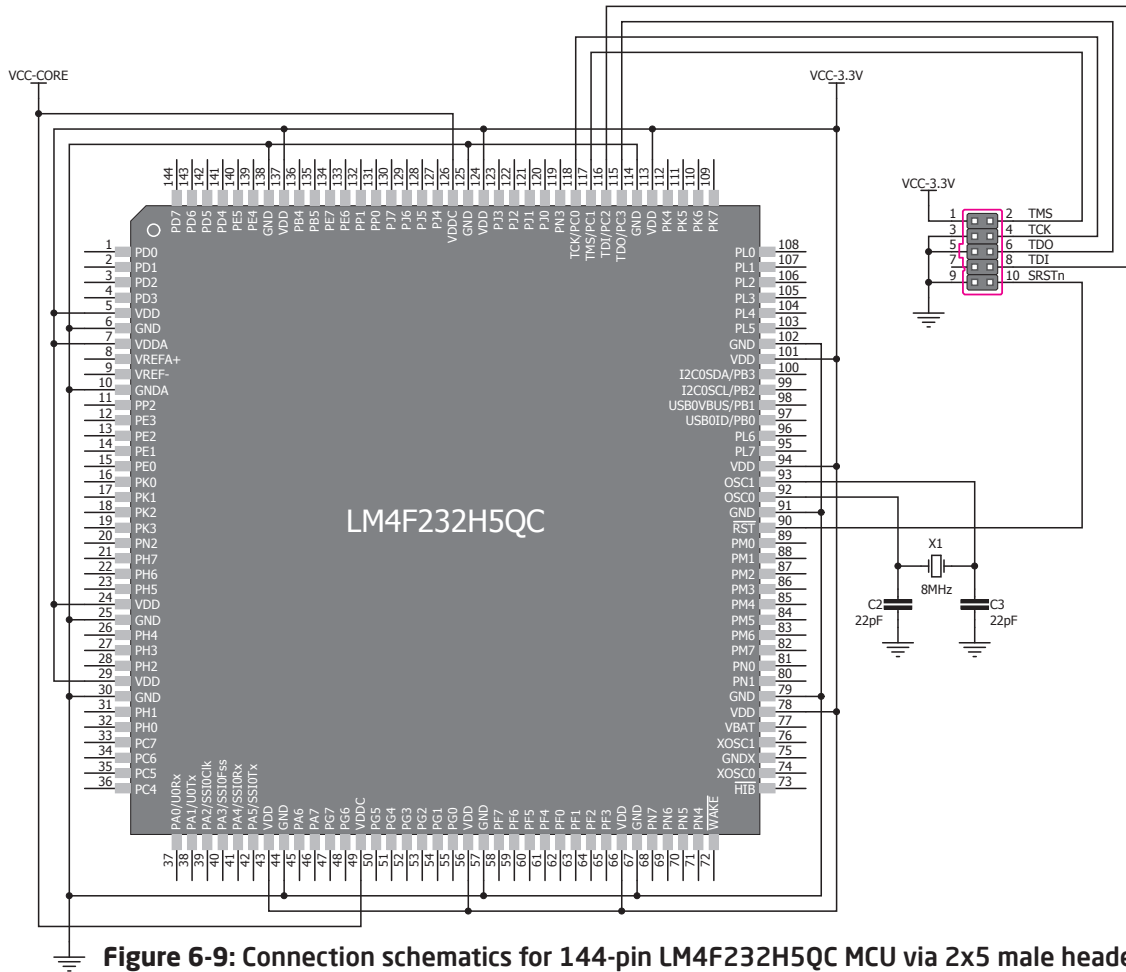 VCC-CORE
VCC-3.3V
144 143 142 141 140 139 138 137 136 135 134 133 132 131 130 129 128 127 126 125 124 123 122 121 120 119 118 117 116 115 114 113 112 111 110 109
PD7 PD6 PD5 PD4 PE5 PE4 GND VDD PB4 PB5 PE7 PE6 PP1 PP0 PJ7 PJ6 PJ5 PJ4 VDDC GND VDD PJ3 PJ2 PJ1 PJ0 PN3 TCK/PC0 TMS/PC1 TDI/PC2 TDO/PC3 GND VDD PK4 PK5 PK6 PK7
VCC-3.3V
1 2 TMS
3 4 TCK
5 6 TDO
7 8 TDI
9 10 SRSTn
1 PD0
2 PD1
3 PD2
4 PD3
5 VDD
6 GND
7 VDDA
8 VREFA+
9 VREF-
10 GNDA
11 PP2
12 PE3
13 PE2
14 PE1
15 PE0
16 PK0
17 PK1
18 PK2
19 PK3
20 PN2
21 PH7
22 PH6
23 PH5
24 VDD
25 GND
26 PH4
27 PH3
28 PH2
29 VDD
30 GND
31 PH1
32 PH0
33 PC7
34 PC6
35 PC5
36 PC4
LM4F232H5QC
PL0 108
PL1 107
PL2 106
PL3 105
PL4 104
PL5 103
GND 102
VDD 101
I2C0SDA/PB3 100
I2C0SCL/PB2 99
USB0VBUS/PB1 98
USB0ID/PB0 97
PL6 96
PL7 95
VDD 94
OSC1 93
OSC0 92
GND 91
RST 90
PM0 89
PM1 88
PM2 87
PM3 86
PM4 85
PM5 84
PM6 83
PM7 82
PN0 81
PN1 80
GND 79
VDD 78
VBAT 77
XOSC1 76
GNDX 75
XOSC0 74
HIB 73
X1
8MHz
C2
22pF
C3
22pF
PA0/U0Rx PA1/U0Tx PA2/SSI0Clk PA3/SSI0Fss PA4/SSI0Rx PA5/SSI0Tx VDD GND PA6 PA7 PG7 PG6 VDDC PG5 PG4 PG3 PG2 PG1 PG0 VDD GND PF7 PF6 PF5 PF4 PF0 PF1 PF2 PF3 VDD GND PN7 PN6 PN5 PN4 WAKE
37 38 39 40 41 42 43 44 45 46 47 48 49 50 51 52 53 54 55 56 57 58 59 60 61 62 63 64 65 66 67 68 69 70 71 72
Figure 6-9: Connection schematics for 144-pin LM4F232H5QC MCU via 2x5 male heade